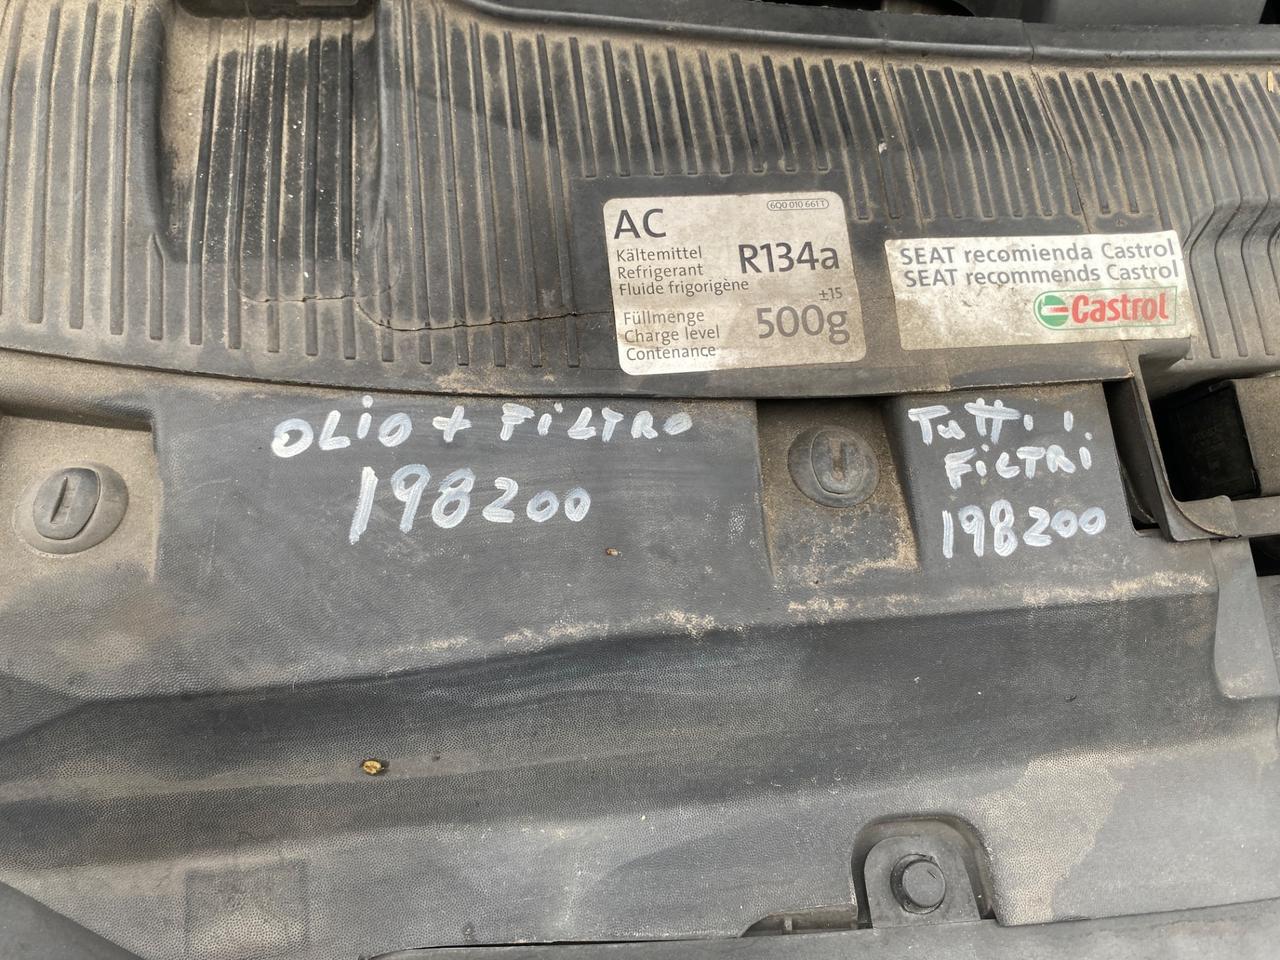 AC
6Q0 010 661 T
Kältemittel
Refrigerant
Fluide frigorigène
R134a
±15
Füllmenge
Charge level
Contenance
500g
SEAT recomienda Castrol
SEAT recommends Castrol
Castrol
OLiO + FiLTRO
198200
TuTTi i
FiLTRi
198200